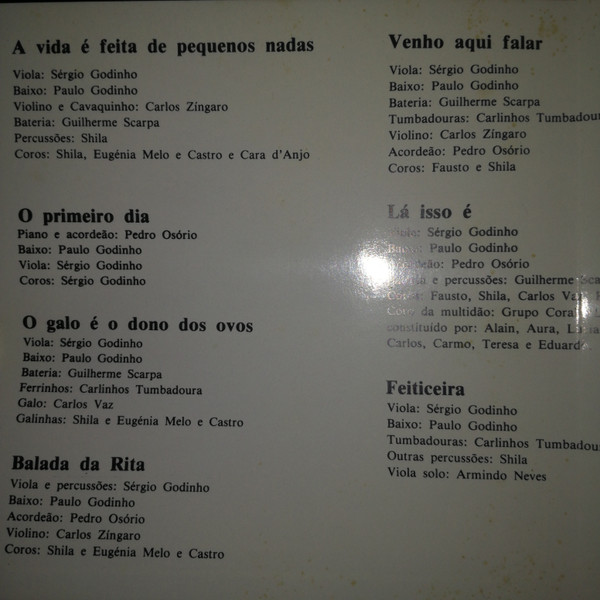 A vida é feita de pequenos nadas
Viola: Sérgio Godinho
Baixo: Paulo Godinho
Violino e Cavaquinho: Carlos Zíngaro
Bateria: Guilherme Scarpa
Percussões: Shila
Coros: Shila, Eugénia Melo e Castro e Cara d'Anjo
O primeiro dia
Piano e acordeão: Pedro Osório
Baixo: Paulo Godinho
Viola: Sérgio Godinho
Coros: Sérgio Godinho
O galo é o dono dos ovos
Viola: Sérgio Godinho
Baixo: Paulo Godinho
Bateria: Guilherme Scarpa
Ferrinhos: Carlinhos Tumbadoura
Galo: Carlos Vaz
Galinhas: Shila e Eugénia Melo e Castro
Balada da Rita
Viola e percussões: Sérgio Godinho
Baixo: Paulo Godinho
Acordeão: Pedro Osório
Violino: Carlos Zíngaro
Coros: Shila e Eugénia Melo e Castro
Venho aqui falar
Viola: Sérgio Godinho
Baixo: Paulo Godinho
Bateria: Guilherme Scarpa
Tumbadouras: Carlinhos Tumbadou
Violino: Carlos Zíngaro
Acordeão: Pedro Osório
Coros: Fausto e Shila
Lá isso é
Viola: Sérgio Godinho
Baixo: Paulo Godinho
Acordeão: Pedro Osório
e percussões: Guilherme Sca
Fausto, Shila, Carlos
da multidão: Grupo
constituído por: Alain, Aura,
Carlos, Carmo, Teresa e Eduardo.
Feiticeira
Viola: Sérgio Godinho
Baixo: Paulo Godinho
Tumbadouras: Carlinhos Tumbadou
Outras percussões: Shila
Viola solo: Armindo Neves